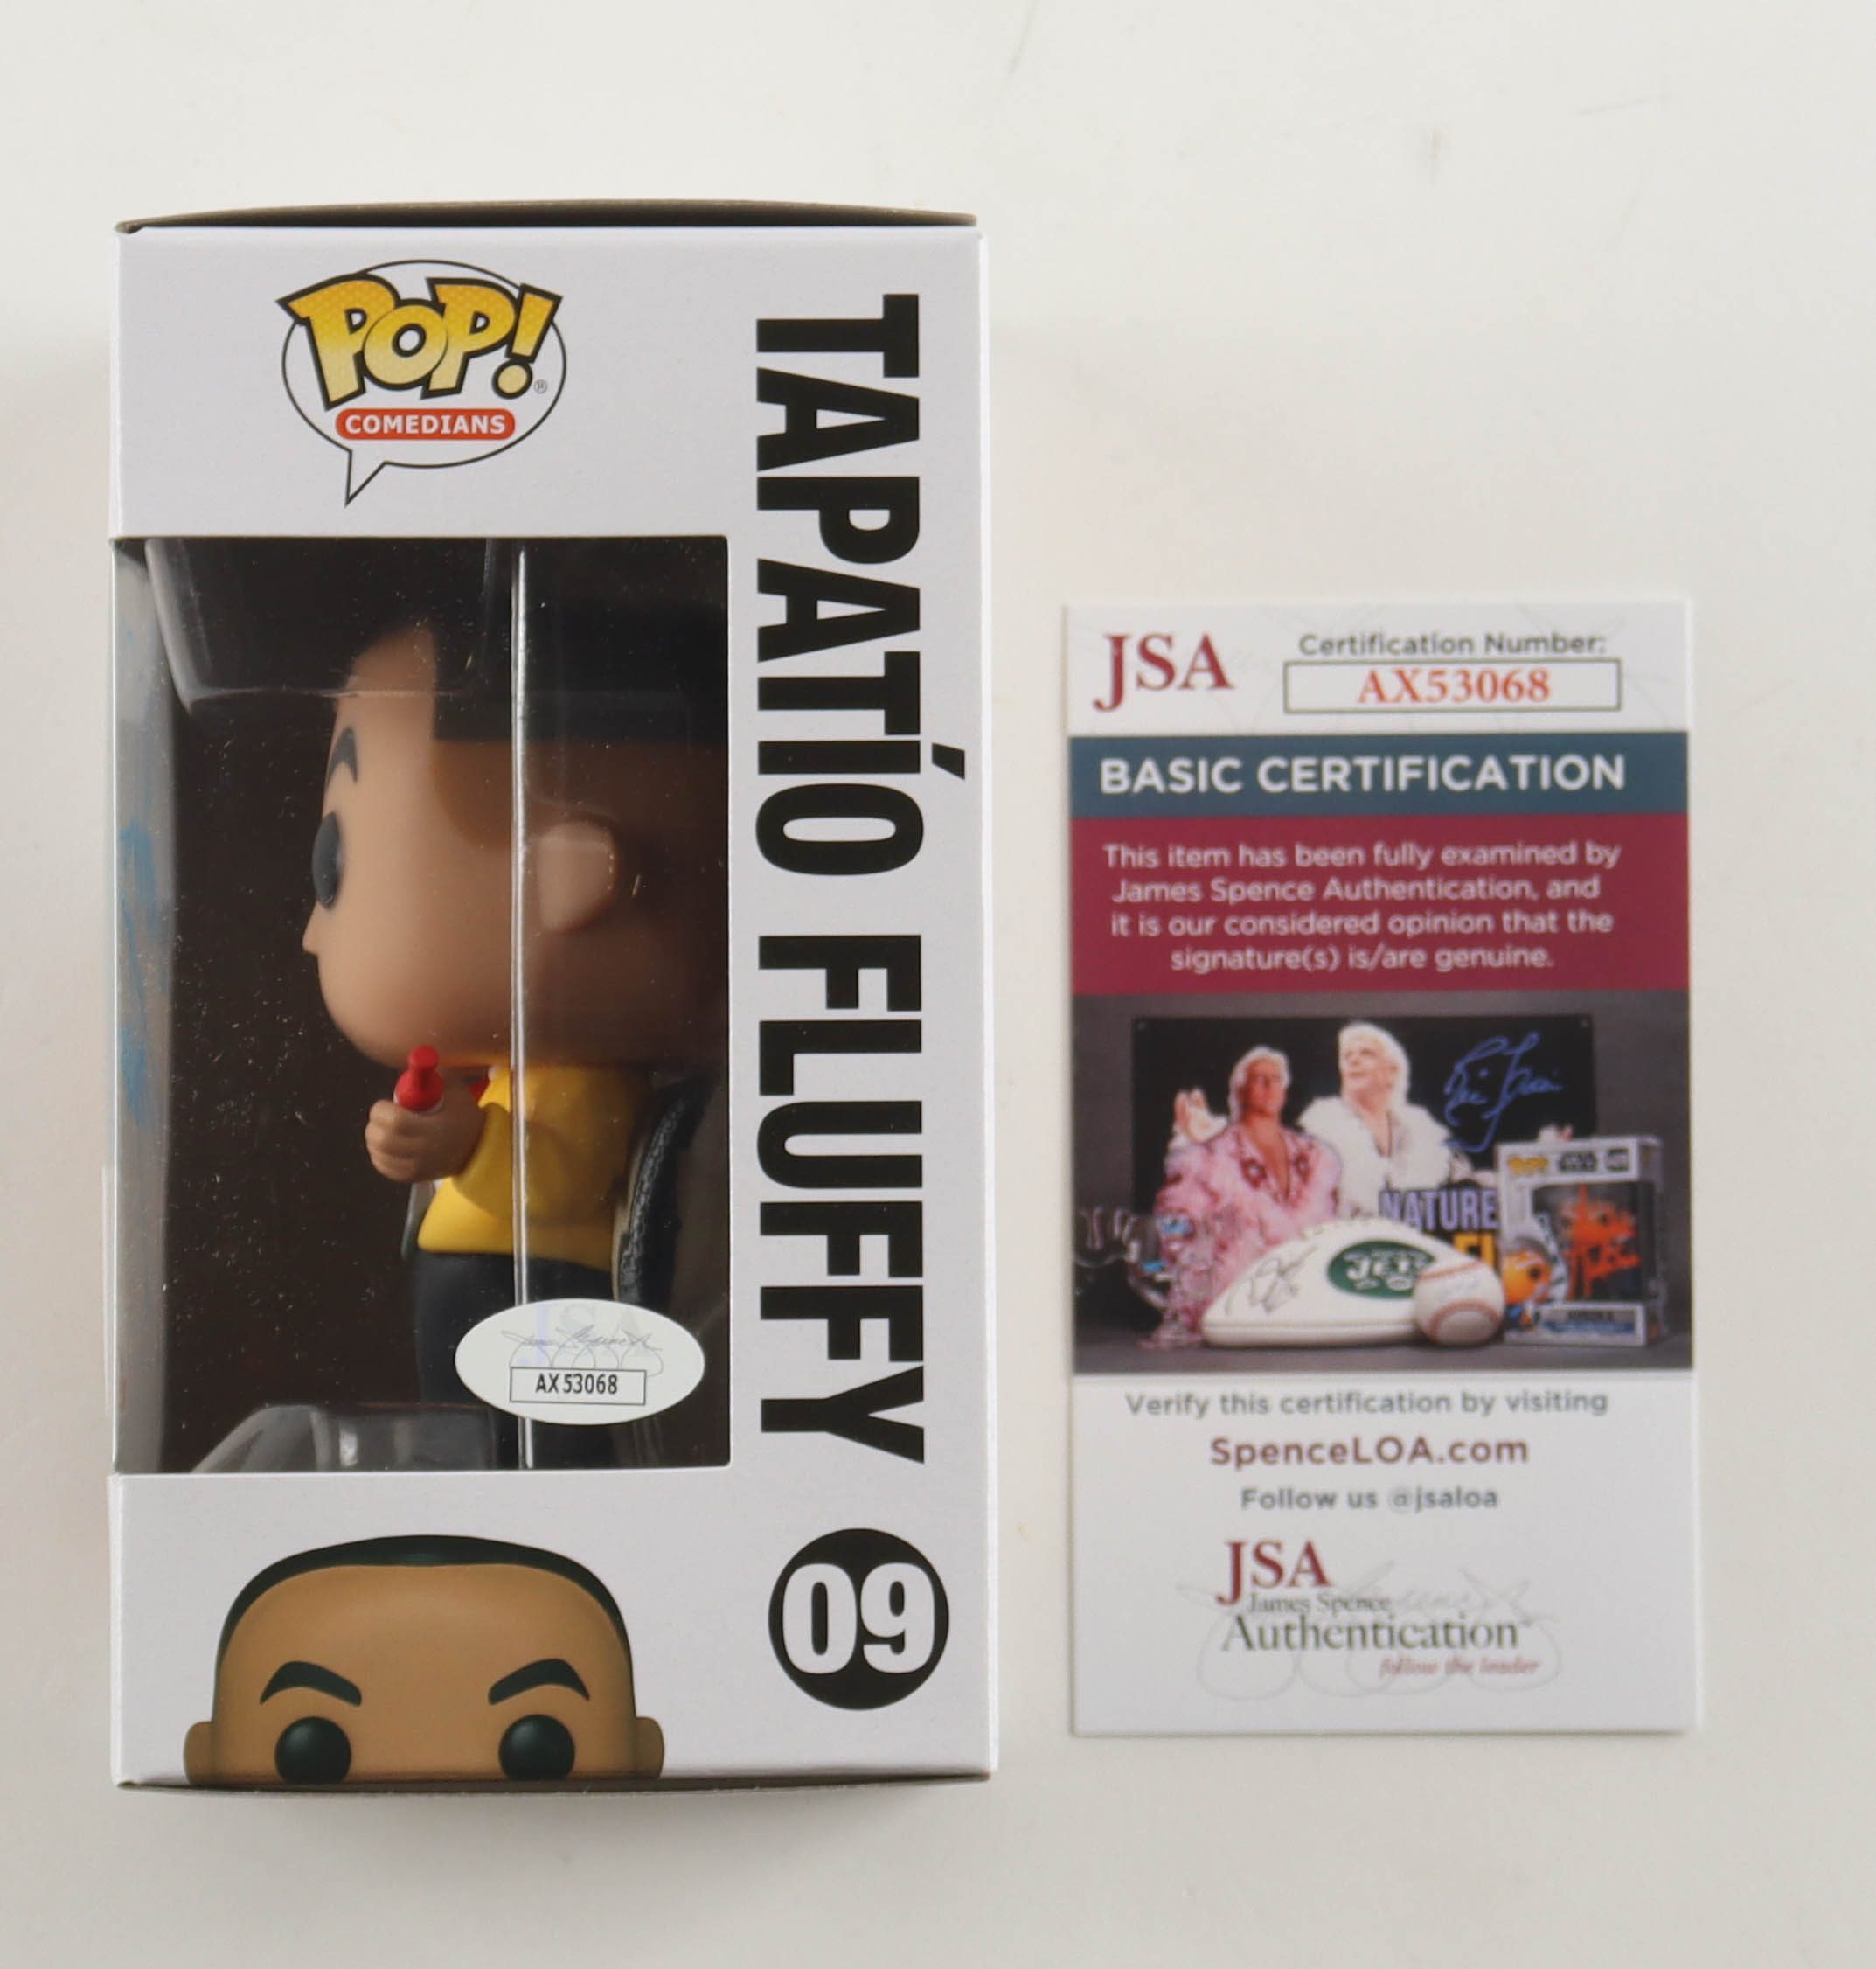 POP!®
COMEDIANS
TAPATÍO FLUFFY
09
AX53068
JSA
Certification Number:
AX53068
BASIC CERTIFICATION
This item has been fully examined by
James Spence Authentication, and
it is our considered opinion that the
signature(s) is/are genuine.
NATURE
JETS
Verify this certification by visiting
SpenceLOA.com
Follow us @jsaloa
JSA
James Spence
Authentication
follow the leader